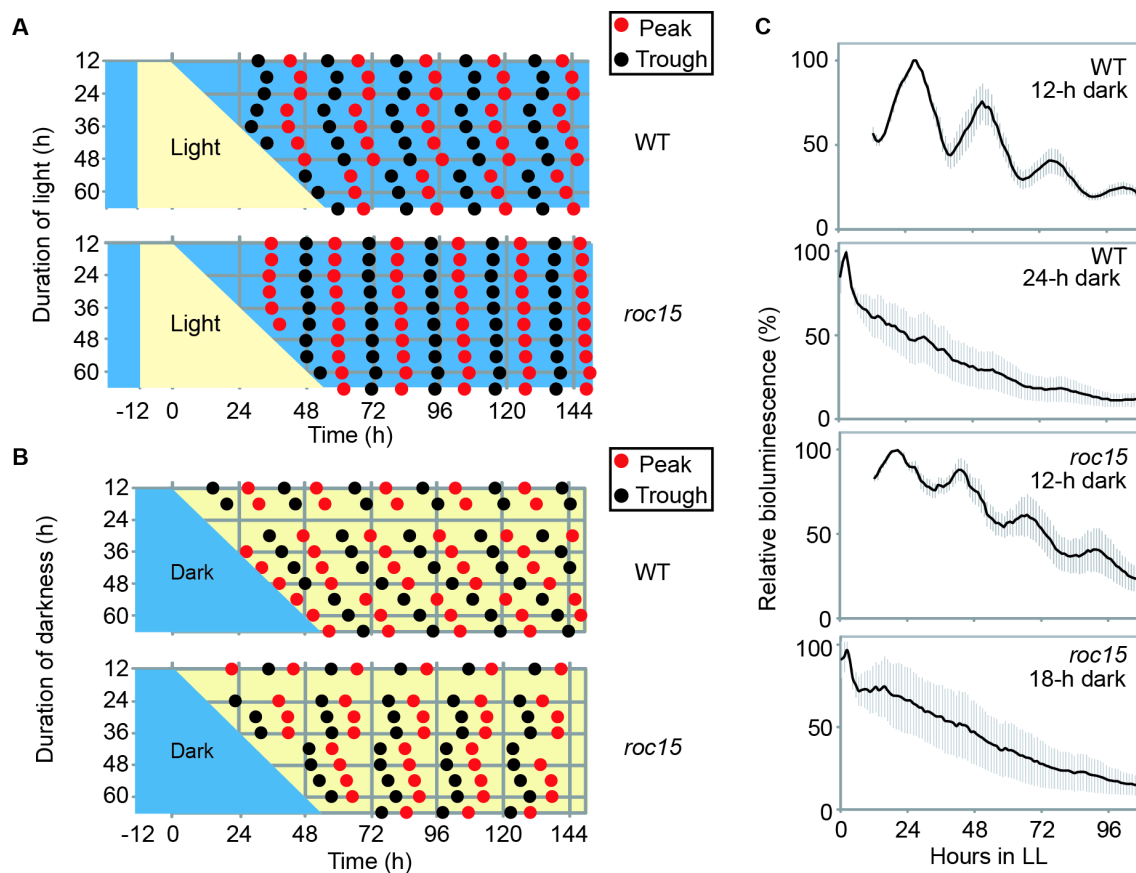 A
Peak
Trough
Duration of light (h)
12
24
36
48
60
Light
WT
12
24
36
48
60
Light
roc15
-12 0 24 48 72 96 120 144
Time (h)
B
Peak
Trough
Duration of darkness (h)
12
24
36
48
60
Dark
WT
12
24
36
48
60
Dark
roc15
-12 0 24 48 72 96 120 144
Time (h)
C
Relative bioluminescence (%)
WT
12-h dark
100
50
0
WT
24-h dark
100
50
0
roc15
12-h dark
100
50
0
roc15
18-h dark
100
50
0
0 24 48 72 96
Hours in LL